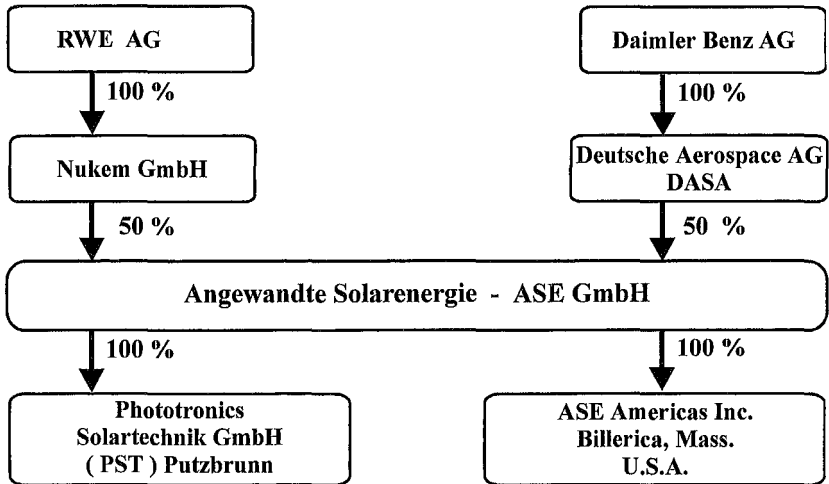 RWE AG
Daimler Benz AG
100 %
100 %
Nukem GmbH
Deutsche Aerospace AG
DASA
50 %
50 %
Angewandte Solarenergie - ASE GmbH
100 %
100 %
Phototronics
Solartechnik GmbH
( PST ) Putzbrunn
ASE Americas Inc.
Billerica, Mass.
U.S.A.